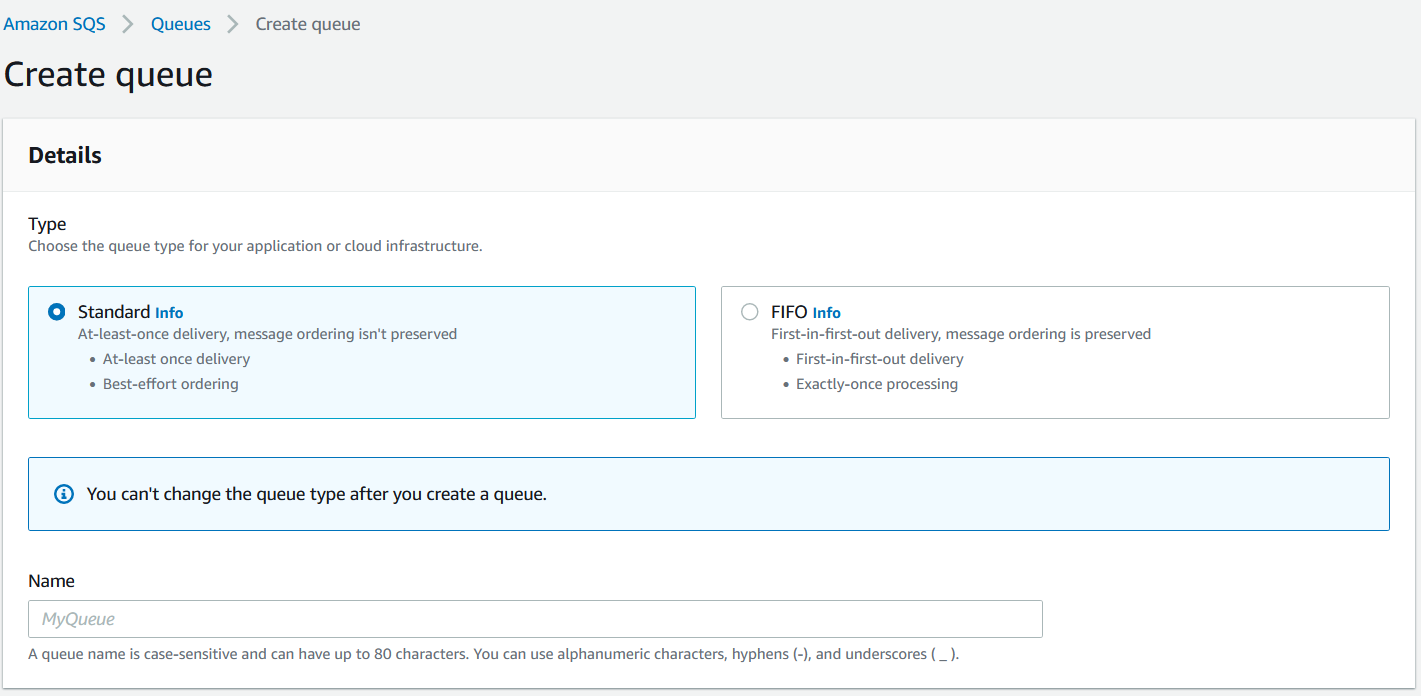 Amazon SQS > Queues > Create queue
Create queue
Details
Type
Choose the queue type for your application or cloud infrastructure.
Standard Info
At-least-once delivery, message ordering isn't preserved
• At-least once delivery
• Best-effort ordering
FIFO Info
First-in-first-out delivery, message ordering is preserved
• First-in-first-out delivery
• Exactly-once processing
You can't change the queue type after you create a queue.
Name
MyQueue
A queue name is case-sensitive and can have up to 80 characters. You can use alphanumeric characters, hyphens (-), and underscores ( _ ).